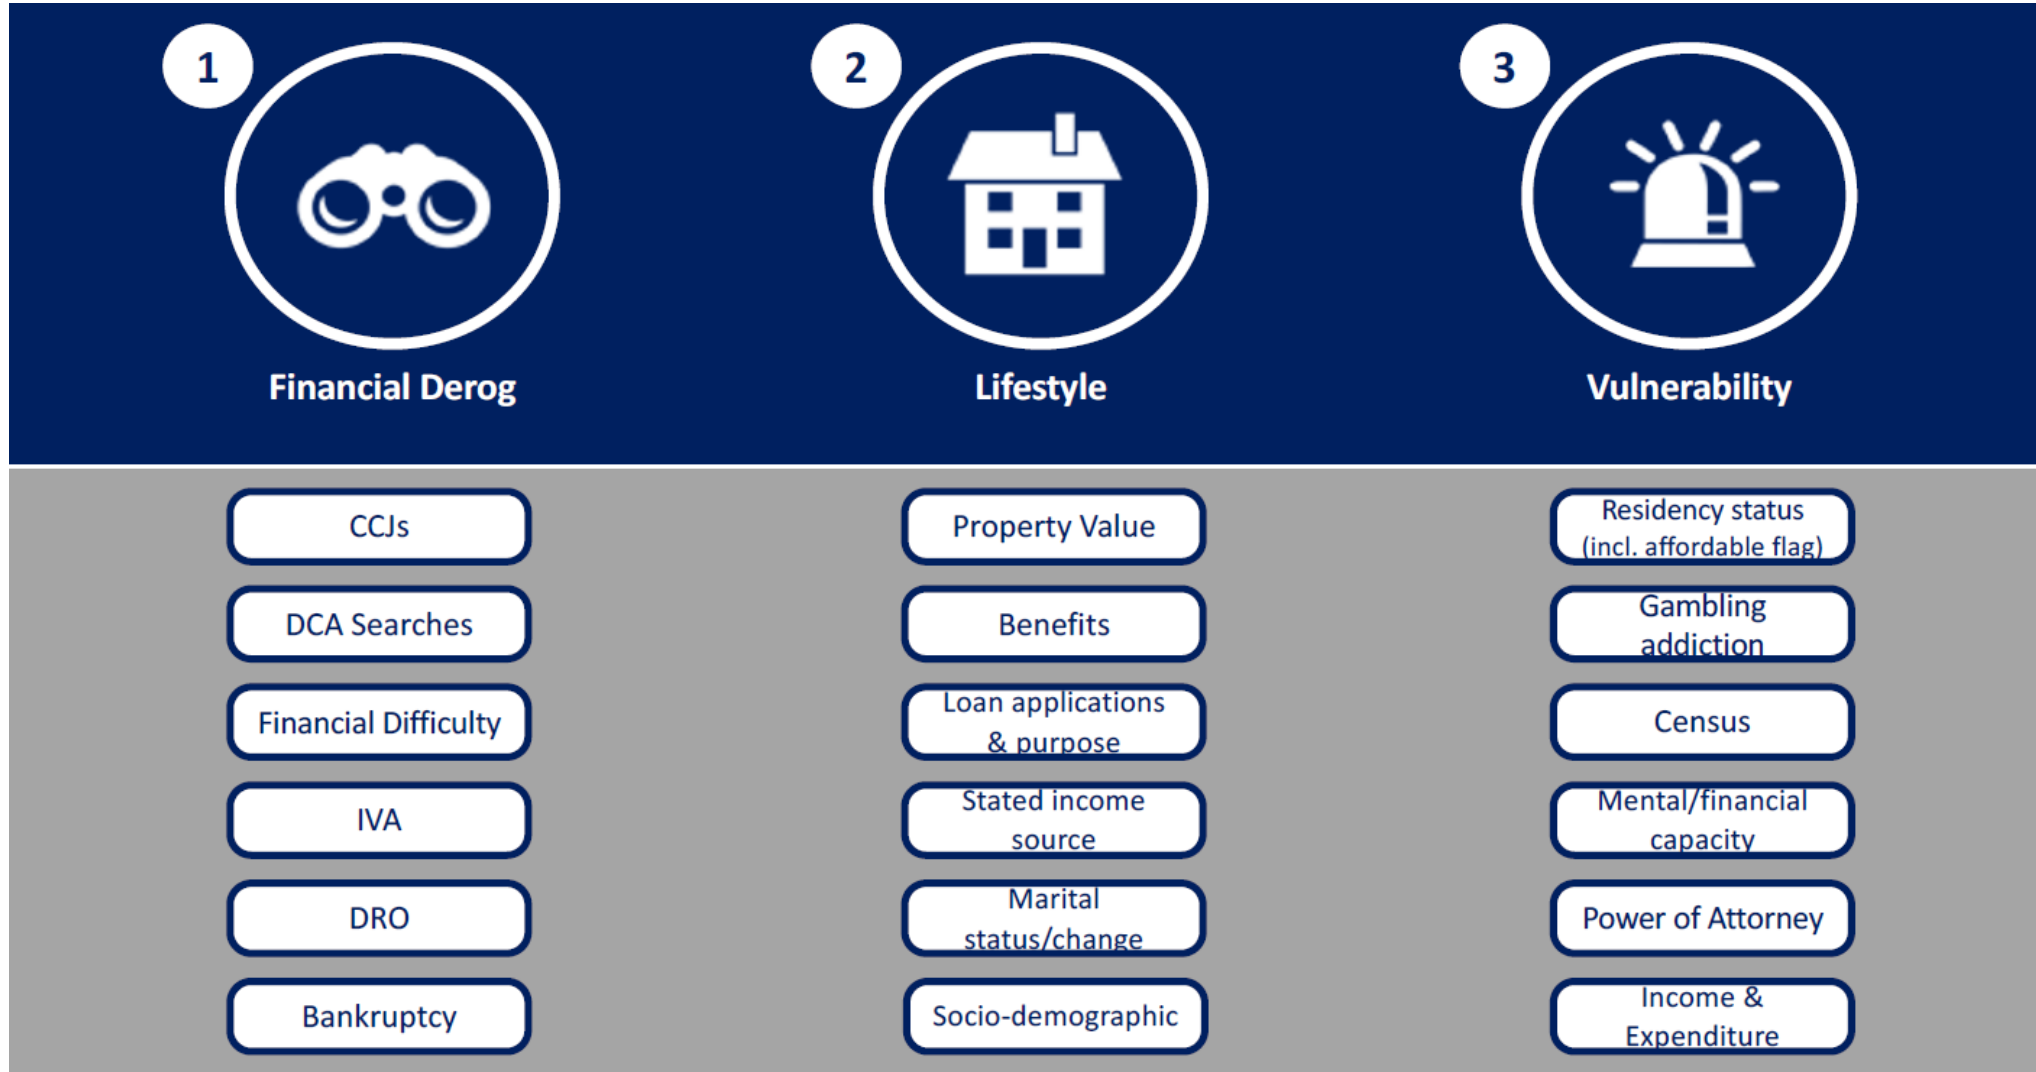 1
Financial Derog
CCJs
DCA Searches
Financial Difficulty
IVA
DRO
Bankruptcy
2
Lifestyle
Property Value
Benefits
Loan applications
& purpose
Stated income
source
Marital
status/change
Socio-demographic
3
Vulnerability
Residency status
(incl. affordable flag)
Gambling
addiction
Census
Mental/financial
capacity
Power of Attorney
Income &
Expenditure